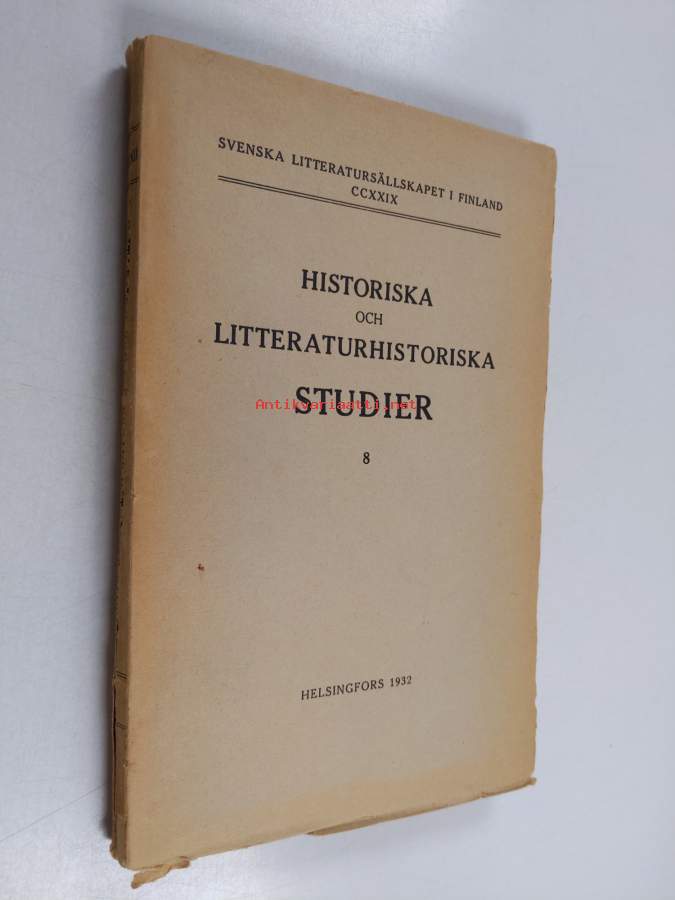 SVENSKA LITTERATURSÄLLSKAPET I FINLAND
CCXXIX
HISTORISKA
OCH
LITTERATURHISTORISKA
STUDIER
Antikvariaatti.net
8
HELSINGFORS 1932